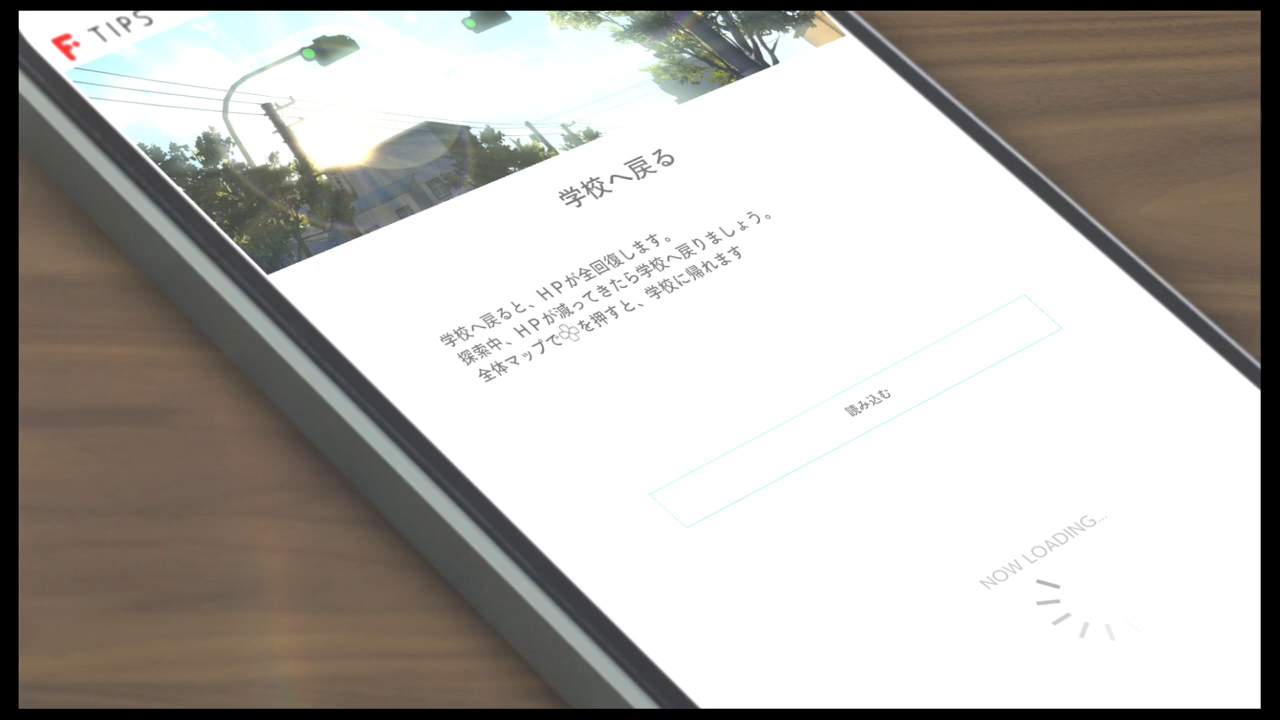 F TIPS
学校へ戻る
学校へ戻ると、ＨＰが全回復します。
探索中、ＨＰが減ってきたら学校へ戻りましょう。
全体マップで を押すと、学校に帰れます
読み込む
NOW LOADING...